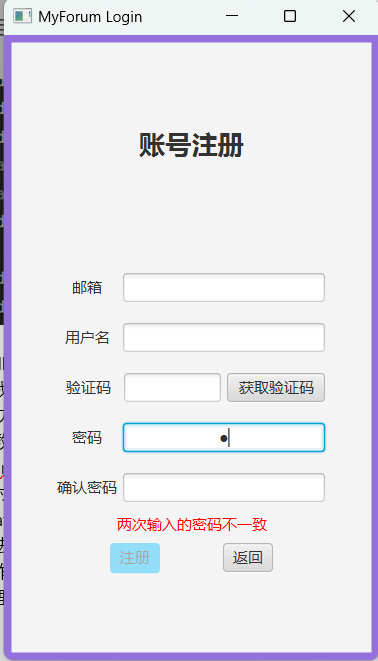 MyForum Login
账号注册
邮箱
用户名
验证码 获取验证码
密码 ●
确认密码
两次输入的密码不一致
注册 返回